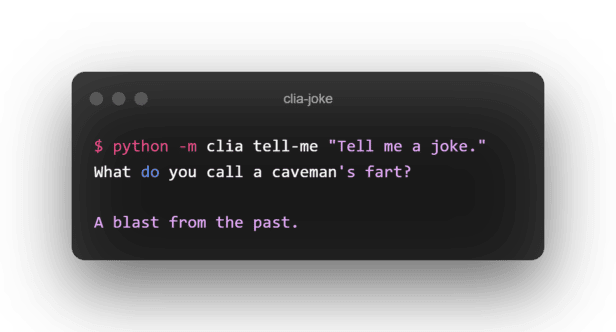 clia-joke
$ python -m clia tell-me "Tell me a joke."
What do you call a caveman's fart?
A blast from the past.